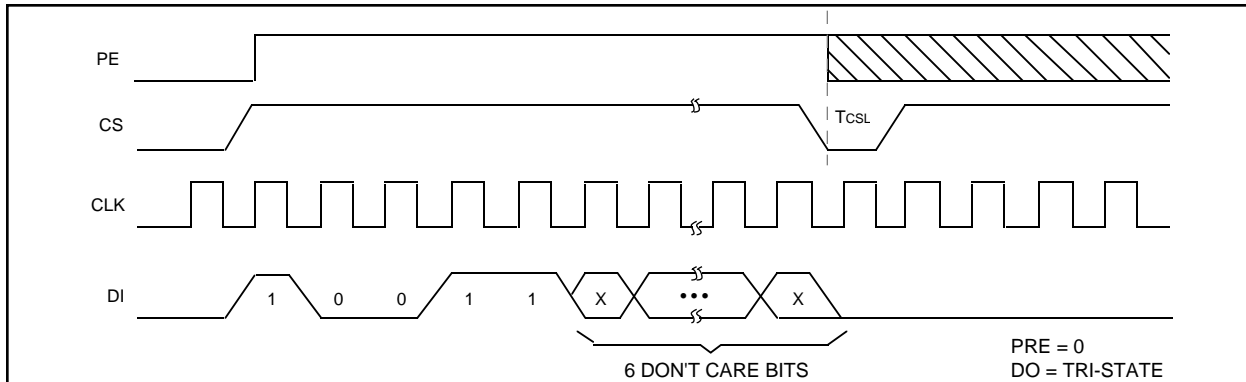 PE
CS
TCSL
CLK
DI
1 0 0 1 1 X ••• X
6 DON'T CARE BITS
PRE = 0
DO = TRI-STATE